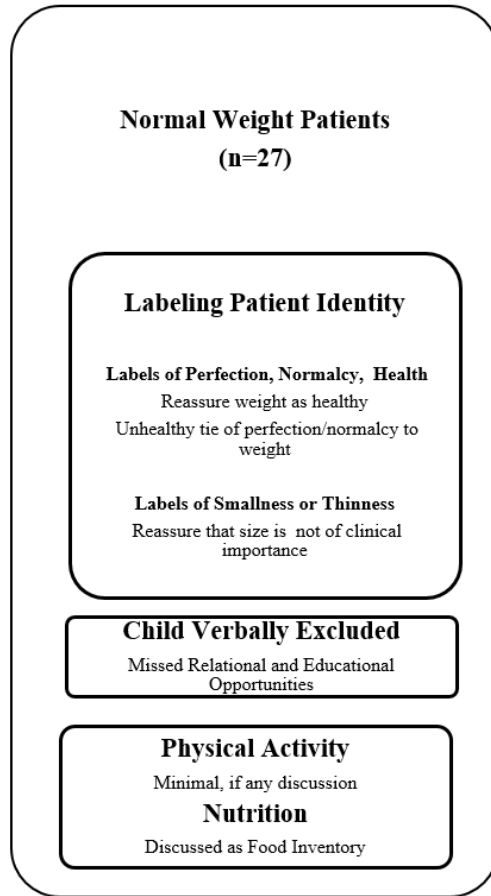 Normal Weight Patients
(n=27)
Labeling Patient Identity
Labels of Perfection, Normalcy, Health
Reassure weight as healthy
Unhealthy tie of perfection/normalcy to
weight
Labels of Smallness or Thinness
Reassure that size is not of clinical
importance
Child Verbally Excluded
Missed Relational and Educational
Opportunities
Physical Activity
Minimal, if any discussion
Nutrition
Discussed as Food Inventory